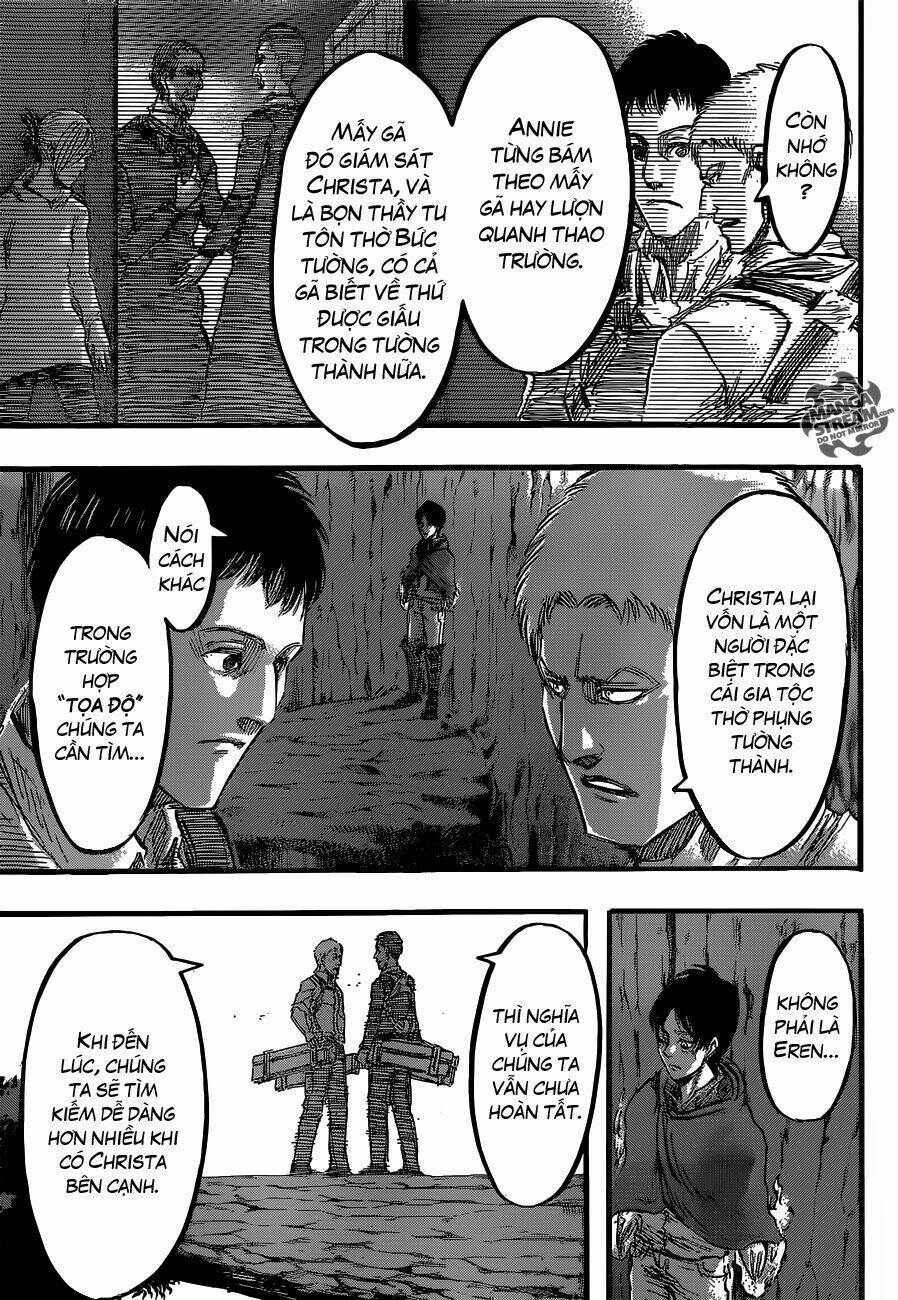 CÒN
NHỚ
KHÔNG
?
ANNIE
TỪNG BÁM
THEO MẤY
GÃ HAY LƯỢN
QUANH THAO
TRƯỜNG.
MẤY GÃ
ĐÓ GIÁM SÁT
CHRISTA, VÀ
LÀ BỌN THẦY TU
TÔN THỜ BỨC
TƯỜNG, CÓ CẢ
GÃ BIẾT VỀ THỨ
ĐƯỢC GIẤU
TRONG TƯỜNG
THÀNH NỮA.
MANGA
STREAM.com
DO NOT MIRROR
CHRISTA LẠI
VỐN LÀ MỘT
NGƯỜI ĐẶC
BIỆT TRONG
CÁI GIA TỘC
THỜ PHỤNG
TƯỜNG
THÀNH.
NÓI
CÁCH
KHÁC
TRONG
TRƯỜNG
HỢP
“TỌA ĐỘ”
CHÚNG TA
CẦN TÌM...
KHÔNG
PHẢI LÀ
EREN...
THÌ NGHĨA
VỤ CỦA
CHÚNG TA
VẪN CHƯA
HOÀN TẤT.
KHI ĐẾN
LÚC, CHÚNG
TA SẼ TÌM
KIẾM DỄ DÀNG
HƠN NHIỀU KHI
CÓ CHRISTA
BÊN CẠNH.